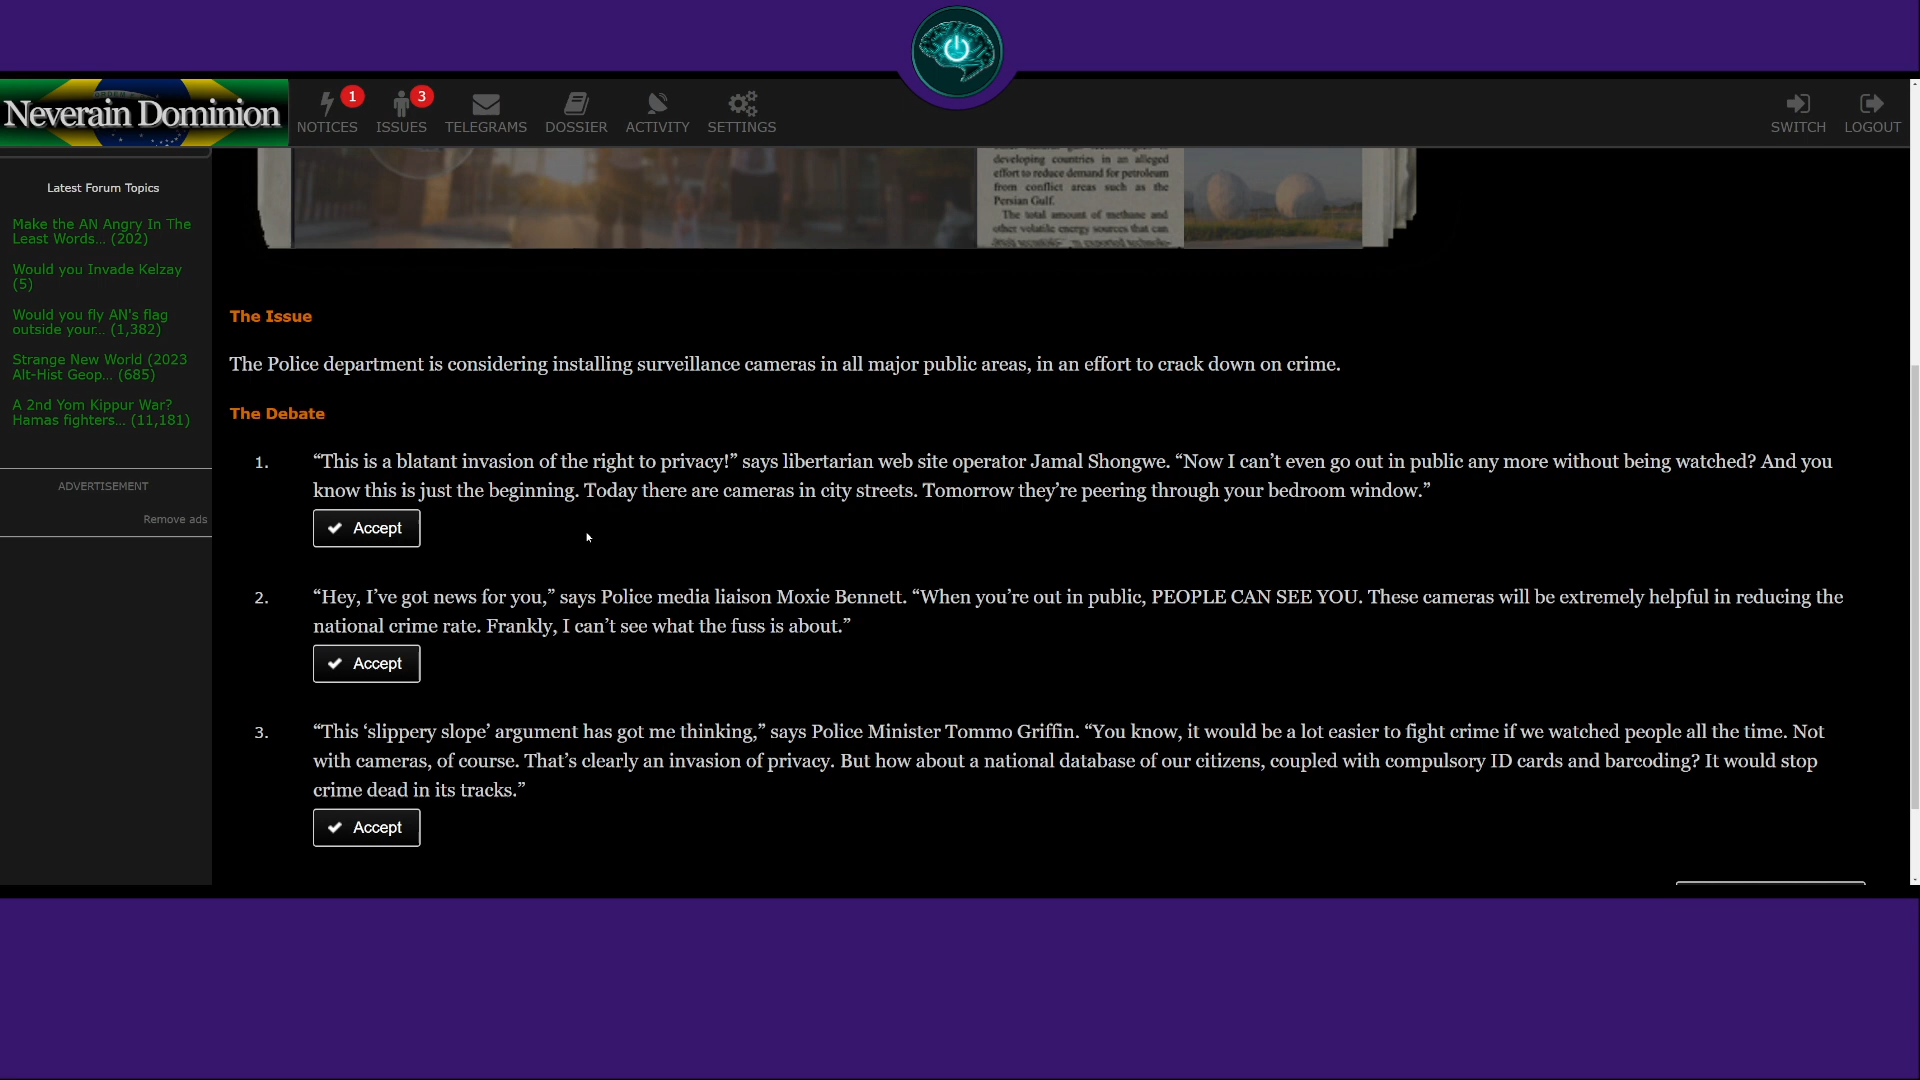 Neverain Dominion
1
3
NOTICES ISSUES TELEGRAMS DOSSIER ACTIVITY SETTINGS SWITCH LOGOUT
Latest Forum Topics
Make the AN Angry In The
Least Words... (202)
Would you Invade Kelzay
(5)
Would you fly AN's flag
outside your... (1,382)
Strange New World (2023
Alt-Hist Geop... (685)
A 2nd Yom Kippur War?
Hamas fighters... (11,181)
ADVERTISEMENT
Remove ads
developing countries in an alleged
effort to reduce demand for petroleum
from conflict areas such as the
Persian Gulf.
The total amount of methane and
other volatile energy sources that can
The Issue
The Police department is considering installing surveillance cameras in all major public areas, in an effort to crack down on crime.
The Debate
1. “This is a blatant invasion of the right to privacy!” says libertarian web site operator Jamal Shongwe. “Now I can’t even go out in public any more without being watched? And you
know this is just the beginning. Today there are cameras in city streets. Tomorrow they’re peering through your bedroom window.”
Accept
2. “Hey, I’ve got news for you,” says Police media liaison Moxie Bennett. “When you’re out in public, PEOPLE CAN SEE YOU. These cameras will be extremely helpful in reducing the
national crime rate. Frankly, I can’t see what the fuss is about.”
Accept
3. “This ‘slippery slope’ argument has got me thinking,” says Police Minister Tommo Griffin. “You know, it would be a lot easier to fight crime if we watched people all the time. Not
with cameras, of course. That’s clearly an invasion of privacy. But how about a national database of our citizens, coupled with compulsory ID cards and barcoding? It would stop
crime dead in its tracks.”
Accept